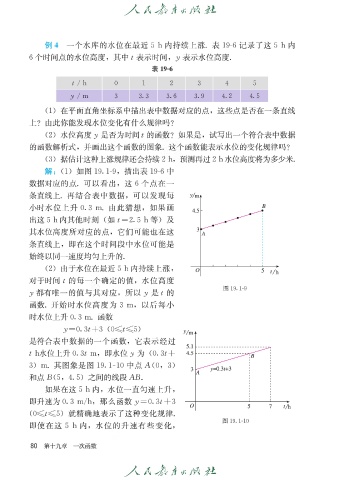 人民教育出版社
例 4 一个水库的水位在最近 5 h 内持续上涨. 表 19-6 记录了这 5 h 内
6 个时间点的水位高度，其中 t 表示时间，y 表示水位高度.
表 19-6
t / h 0 1 2 3 4 5
y / m 3 3.3 3.6 3.9 4.2 4.5
(1) 在平面直角坐标系中描出表中数据对应的点，这些点是否在一条直线
上？由此你能发现水位变化有什么规律吗？
(2) 水位高度 y 是否为时间 t 的函数？如果是，试写出一个符合表中数据
的函数解析式，并画出这个函数的图象. 这个函数能表示水位的变化规律吗？
(3) 据估计这种上涨规律还会持续 2 h，预测再过 2 h 水位高度将为多少米.
解：(1) 如图 19.1-9，描出表 19-6 中
数据对应的点. 可以看出，这 6 个点在一
条直线上. 再结合表中数据，可以发现每
小时水位上升 0.3 m. 由此猜想，如果画
出这 5 h 内其他时刻（如 t=2.5 h 等）及
其水位高度所对应的点，它们可能也在这
条直线上，即在这个时间段中水位可能是
始终以同一速度均匀上升的.
y/m
4.5
B
3
A
O 5 t/h
图 19.1-9
(2) 由于水位在最近 5 h 内持续上涨，
对于时间 t 的每一个确定的值，水位高度
y 都有唯一的值与其对应，所以 y 是 t 的
函数. 开始时水位高度为 3 m，以后每小
时水位上升 0.3 m. 函数
y=0.3t+3 (0≤t≤5)
是符合表中数据的一个函数，它表示经过
t h 水位上升 0.3t m，即水位 y 为（0.3t+
3）m. 其图象是图 19.1-10 中点 A(0，3)
和点 B(5，4.5) 之间的线段 AB.
如果在这 5 h 内，水位一直匀速上升，
即升速为 0.3 m/h，那么函数 y=0.3t+3
(0≤t≤5) 就精确地表示了这种变化规律.
即使在这 5 h 内，水位的升速有些变化，
y/m
5.1
4.5
B
3
A
y=0.3t+3
O 5 7 t/h
图 19.1-10
80 第十九章 一次函数
人民教育出版社